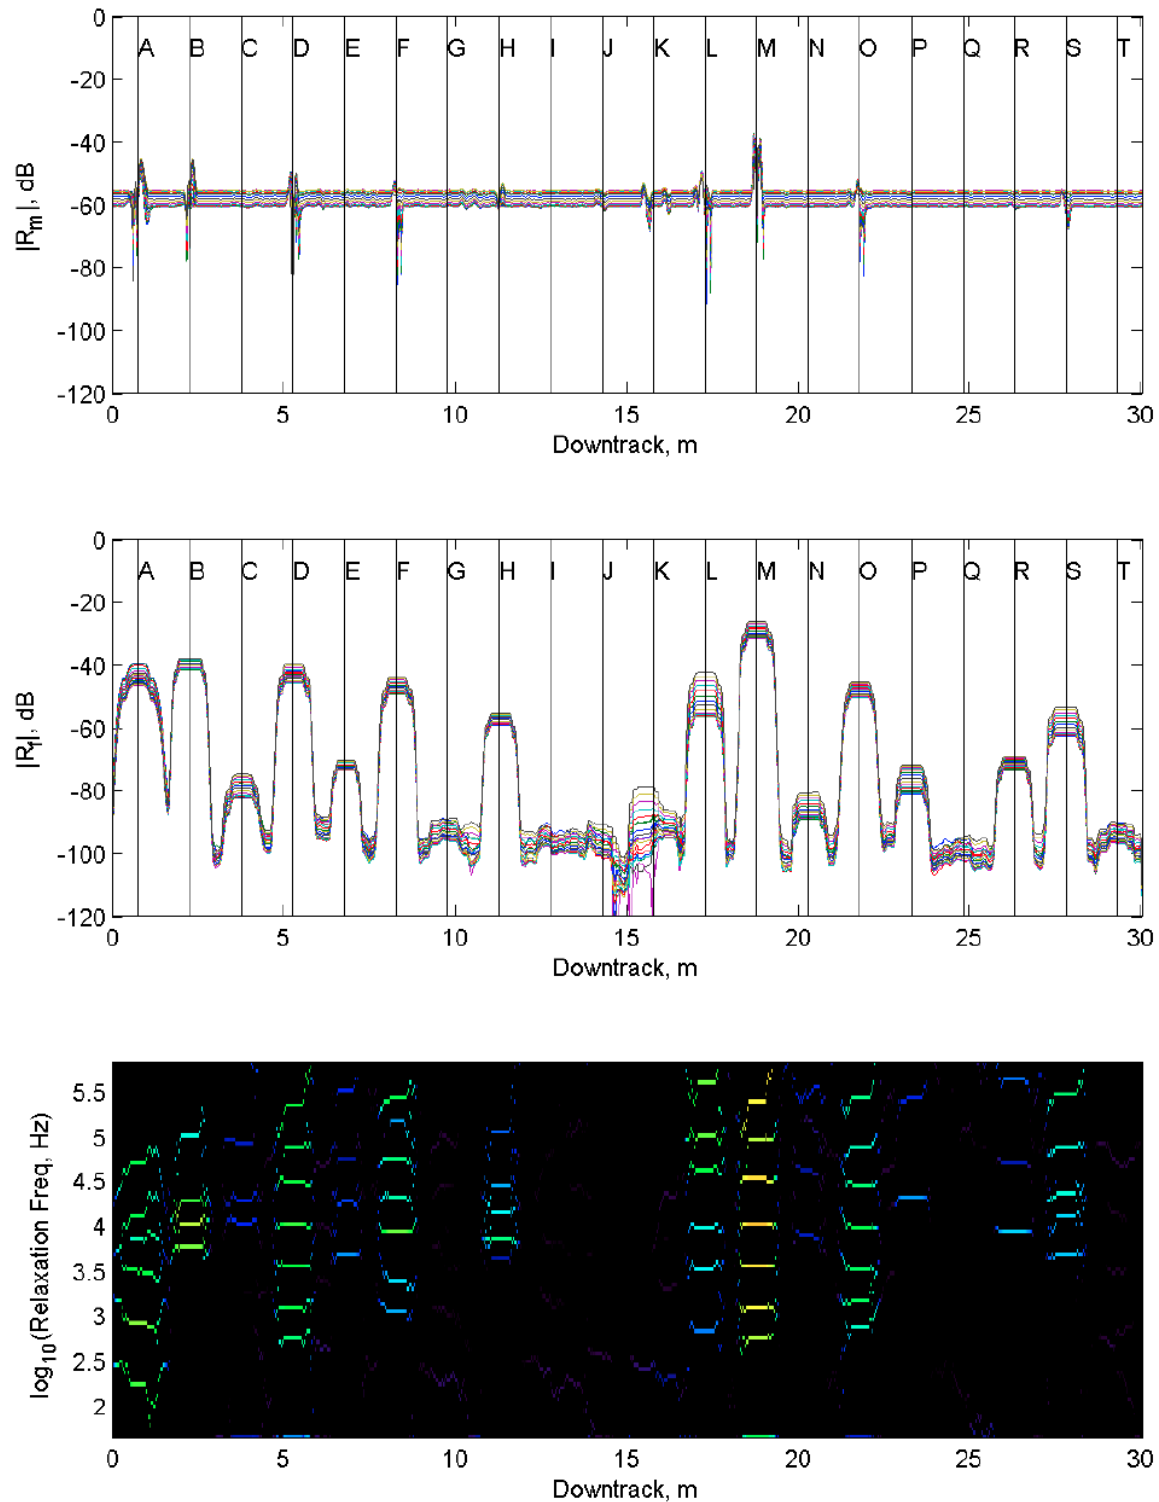 0
A B C D E F G H I J K L M N O P Q R S T
-20
-40
|Rm|, dB
-60
-80
-100
-120
0 5 10 15 20 25 30
Downtrack, m
0
A B C D E F G H I J K L M N O P Q R S T
-20
-40
|Rf|, dB
-60
-80
-100
-120
0 5 10 15 20 25 30
Downtrack, m
log10(Relaxation Freq, Hz)
5.5
5
4.5
4
3.5
3
2.5
2
0 5 10 15 20 25 30
Downtrack, m